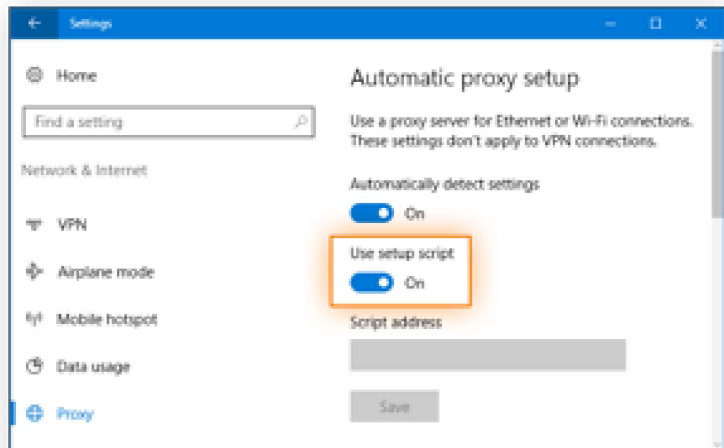 Settings
Home
Find a setting
Network & Internet
VPN
Airplane mode
Mobile hotspot
Data usage
Proxy
Automatic proxy setup
Use a proxy server for Ethernet or Wi-Fi connections.
These settings don't apply to VPN connections.
Automatically detect settings
On
Use setup script
On
Script address
Save